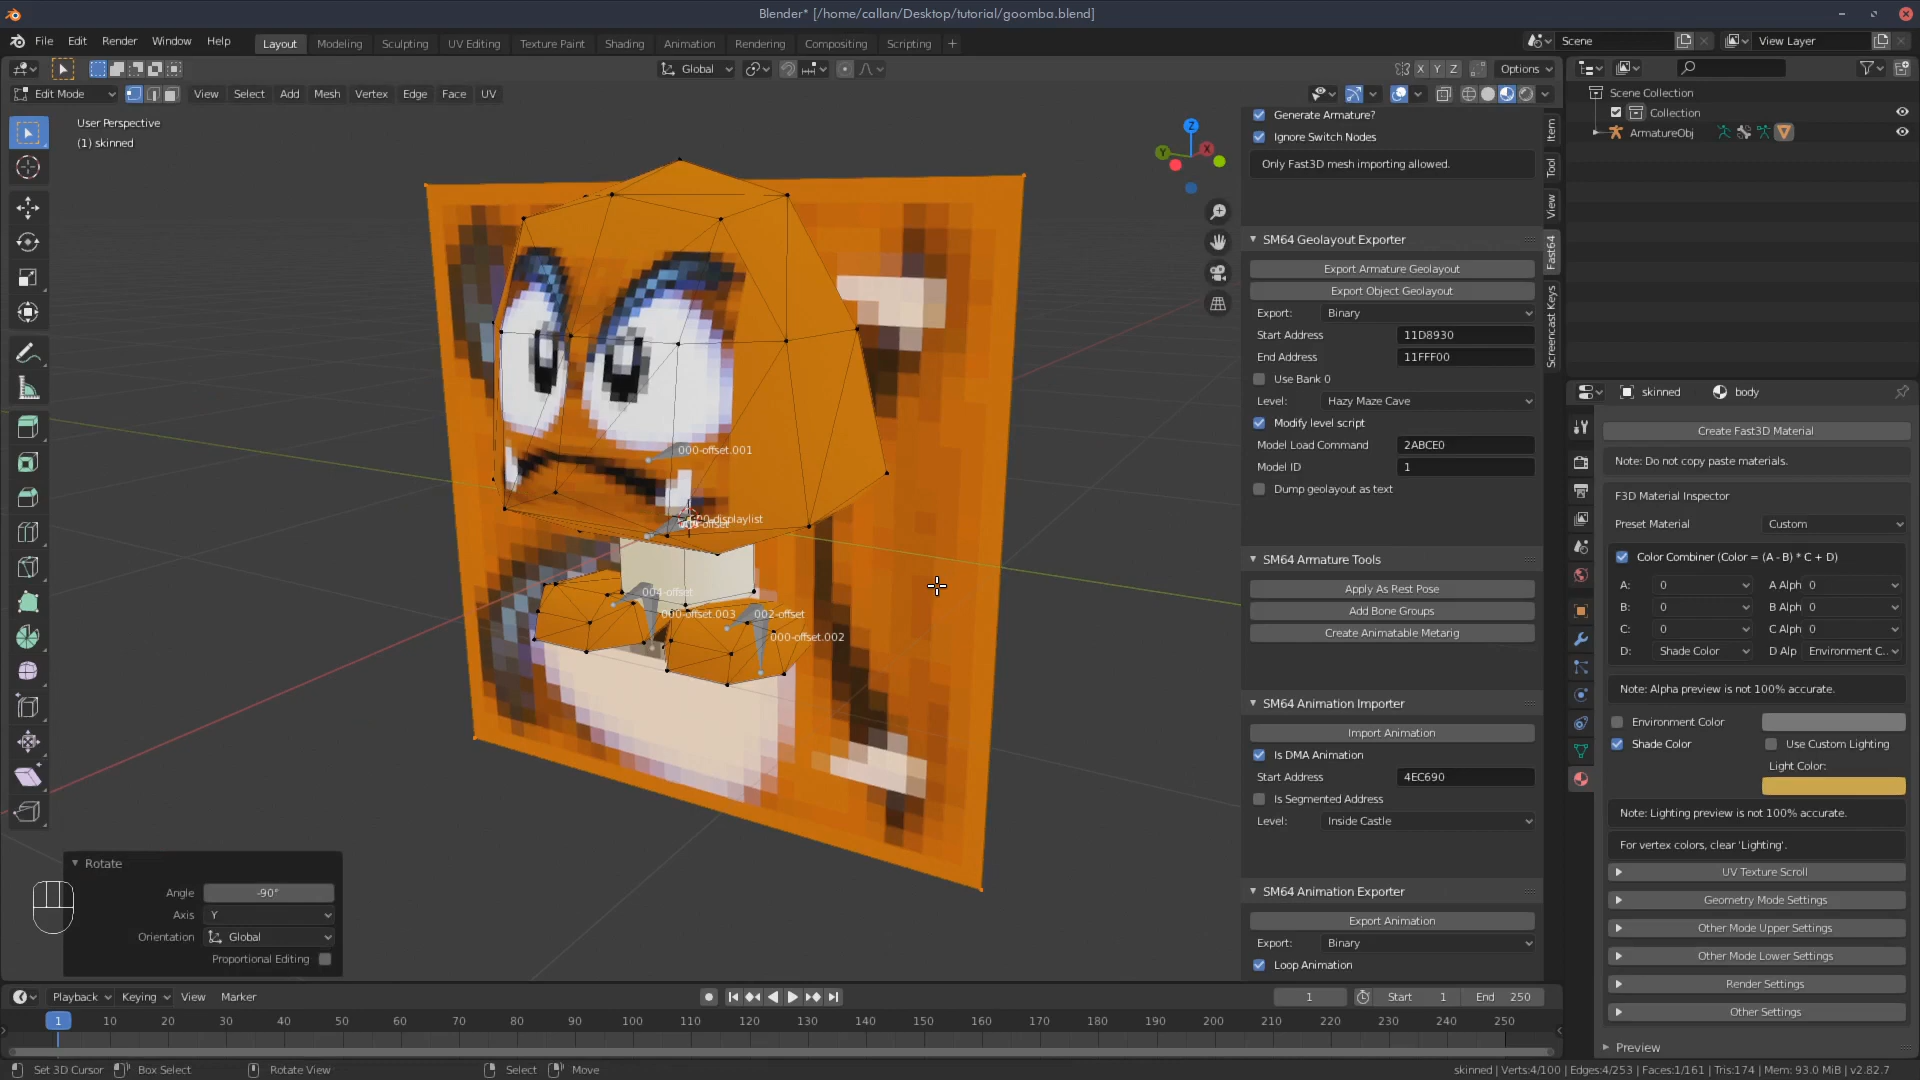 Blender* [/home/callan/Desktop/tutorial/goomba.blend]
File Edit Render Window Help
Layout Modeling Sculpting UV Editing Texture Paint Shading Animation Rendering Compositing Scripting +
Scene
View Layer
Global
X Y Z
Options
Edit Mode
View Select Add Mesh Vertex Edge Face UV
User Perspective
(1) skinned
Z
Y
X
000-offset.001
000-displaylist
004-offset
000-offset.003
002-offset
000-offset.002
Rotate
Angle -90°
Axis Y
Orientation Global
Proportional Editing
Generate Armature?
Ignore Switch Nodes
Only Fast3D mesh importing allowed.
SM64 Geolayout Exporter
Export Armature Geolayout
Export Object Geolayout
Export: Binary
Start Address 11D8930
End Address 11FFF00
Use Bank 0
Level: Hazy Maze Cave
Modify level script
Model Load Command 2ABCE0
Model ID 1
Dump geolayout as text
SM64 Armature Tools
Apply As Rest Pose
Add Bone Groups
Create Animatable Metarig
SM64 Animation Importer
Import Animation
Is DMA Animation
Start Address 4EC690
Is Segmented Address
Level: Inside Castle
SM64 Animation Exporter
Export Animation
Export: Binary
Loop Animation
Item
Tool
View
Fast64
Screencast Keys
Scene Collection
Collection
ArmatureObj
skinned body
Create Fast3D Material
Note: Do not copy paste materials.
F3D Material Inspector
Preset Material Custom
Color Combiner (Color = (A - B) * C + D)
A: 0 A Alph 0
B: 0 B Alph 0
C: 0 C Alph 0
D: Shade Color D Alp Environment C..
Note: Alpha preview is not 100% accurate.
Environment Color
Shade Color Use Custom Lighting
Light Color:
Note: Lighting preview is not 100% accurate.
For vertex colors, clear 'Lighting'.
UV Texture Scroll
Geometry Mode Settings
Other Mode Upper Settings
Other Mode Lower Settings
Render Settings
Other Settings
Preview
Playback Keying View Marker
1 Start 1 End 250
1 10 20 30 40 50 60 70 80 90 100 110 120 130 140 150 160 170 180 190 200 210 220 230 240 250
Set 3D Cursor Box Select Rotate View Select Move
skinned | Verts:4/100 | Edges:4/253 | Faces:1/161 | Tris:174 | Mem: 93.0 MiB | v2.82.7